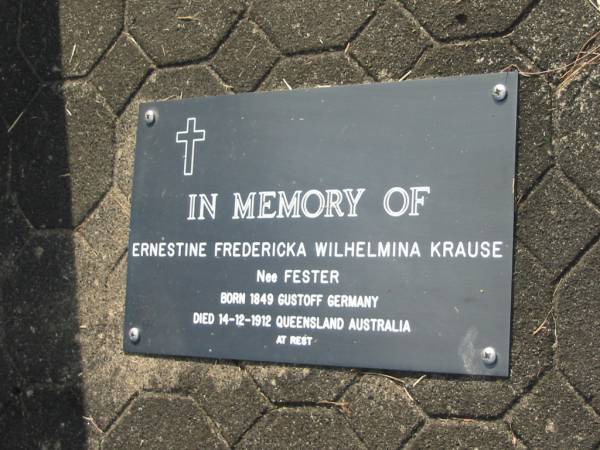 IN MEMORY OF
ERNESTINE FREDERICKA WILHELMINA KRAUSE
Nee FESTER
BORN 1849 GUSTOFF GERMANY
DIED 14-12-1912 QUEENSLAND AUSTRALIA
AT REST